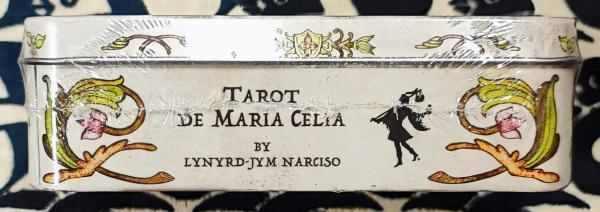 TAROT
DE MARIA CELIA
BY
LYNYRD-JYM NARCISO